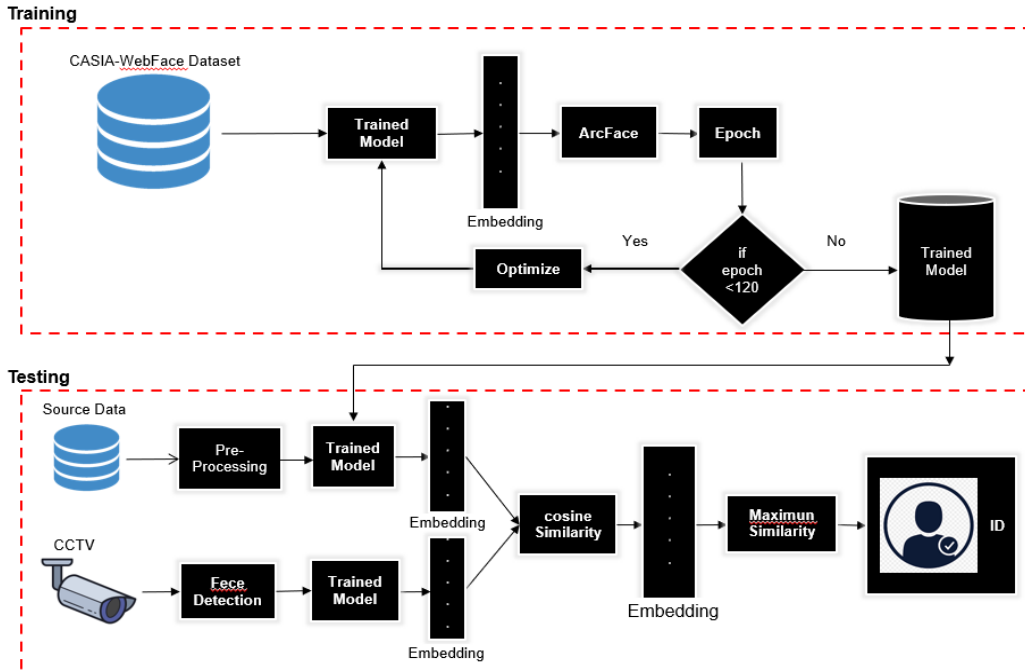 Training
CASIA-WebFace Dataset
Trained
Model
Embedding
ArcFace
Epoch
if
epoch
<120
Yes
No
Optimize
Trained
Model
Testing
Source Data
Pre-
Processing
Trained
Model
Embedding
CCTV
Fece
Detection
Trained
Model
Embedding
cosine
Similarity
Embedding
Maximun
Similarity
ID